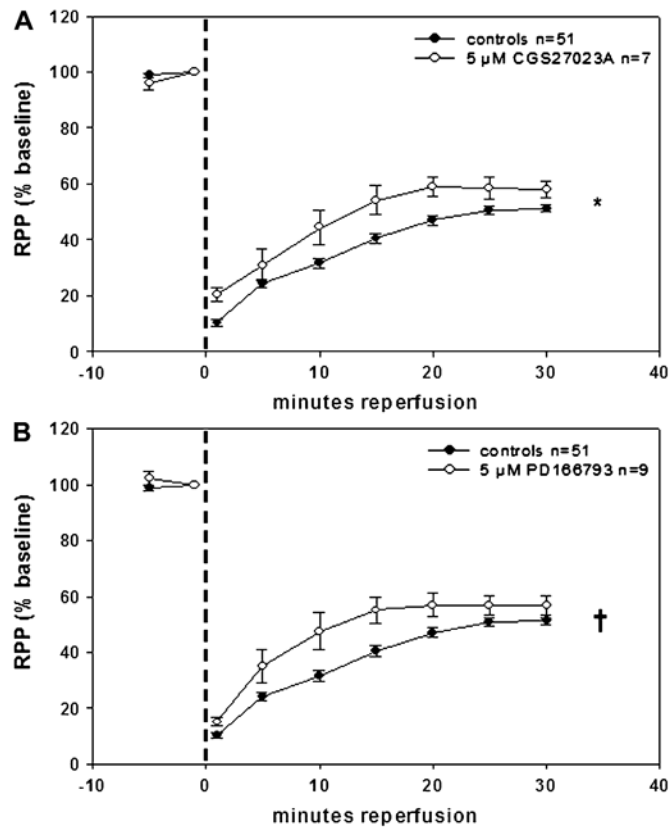 A
120
100
80
60
40
20
0
RPP (% baseline)
controls n=51
5 µM CGS27023A n=7
*
-10 0 10 20 30 40
minutes reperfusion
B
120
100
80
60
40
20
0
RPP (% baseline)
controls n=51
5 µM PD166793 n=9
†
-10 0 10 20 30 40
minutes reperfusion